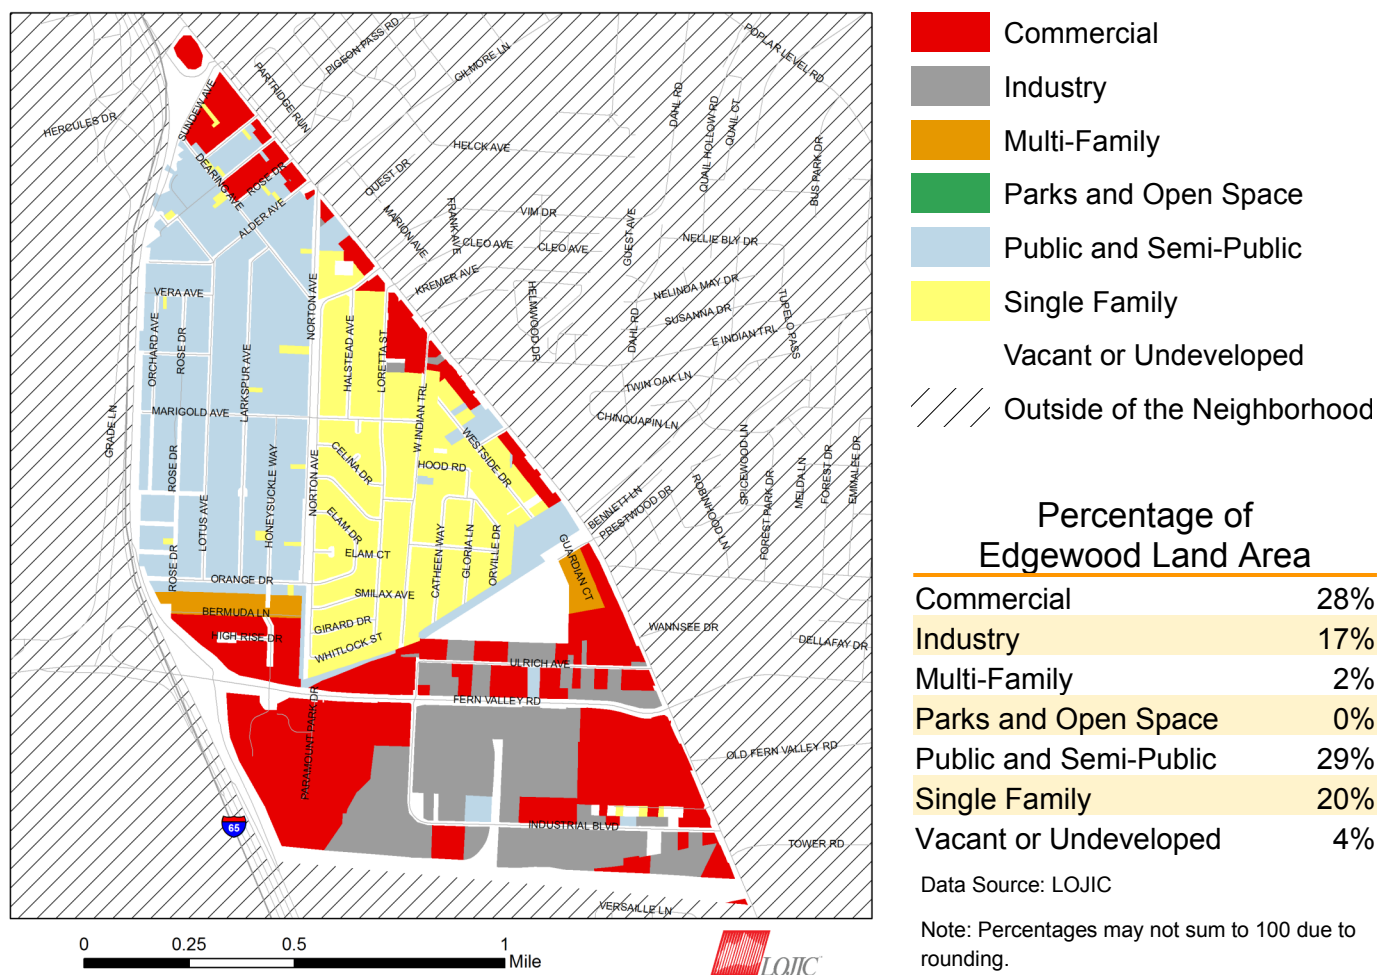 Commercial
Industry
Multi-Family
Parks and Open Space
Public and Semi-Public
Single Family
Vacant or Undeveloped
Outside of the Neighborhood
Percentage of
Edgewood Land Area
Commercial 28%
Industry 17%
Multi-Family 2%
Parks and Open Space 0%
Public and Semi-Public 29%
Single Family 20%
Vacant or Undeveloped 4%
Data Source: LOJIC
Note: Percentages may not sum to 100 due to
rounding.
PIGEON PASS RD
GILMORE LN
POPLAR LEVEL RD
PARTRIDGE RUN
SUNDEW AVE
HERCULES DR
DAHL RD
QUAIL HOLLOW RD
QUAIL CT
BUS PARK DR
HELCK AVE
DEARING AVE
ROSE DR
QUEST DR
ALDER AVE
MARION AVE
FRANK AVE
VIM DR
CLEO AVE
CLEO AVE
GUEST AVE
NELLIE BLY DR
KREMER AVE
NORTON AVE
VERA AVE
HELMWOOD DR
NELINDA MAY DR
SUSANNA DR
TUPELO PASS
E INDIAN TRL
DAHL RD
ORCHARD AVE
ROSE DR
LARKSPUR AVE
HALSTEAD AVE
LORETTA ST
TWIN OAK LN
W INDIAN TRL
MARIGOLD AVE
GRADE LN
CHINQUAPIN LN
WESTSIDE DR
CELINA DR
HOOD RD
SPICEWOOD LN
FOREST PARK DR
MELDA LN
FOREST DR
EMMALEE DR
ROSE DR
LOTUS AVE
HONEYSUCKLE WAY
NORTON AVE
ROBINHOOD LN
BENNETT LN
PRESTWOOD DR
ELAM DR
ELAM CT
CATHEEN WAY
GLORIA LN
ORVILLE DR
GUARDIAN CT
ROSE DR
ORANGE DR
SMILAX AVE
BERMUDA LN
GIRARD DR
WHITLOCK ST
HIGH RISE DR
WANNSEE DR
DELLAFAY DR
ULRICH AVE
FERN VALLEY RD
PARAMOUNT PARK DR
OLD FERN VALLEY RD
65
INDUSTRIAL BLVD
TOWER RD
VERSAILLE LN
0 0.25 0.5 1
Mile
LOJIC